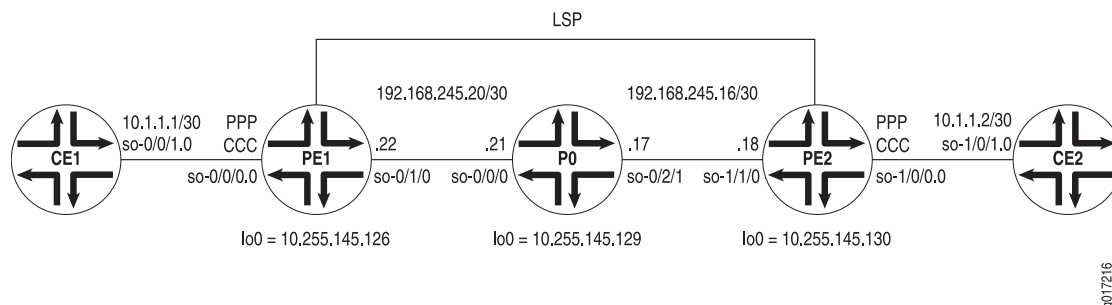 LSP
192.168.245.20/30
192.168.245.16/30
10.1.1.1/30
so-0/0/1.0
PPP
CCC
10.1.1.2/30
so-1/0/1.0
PPP
CCC
CE1
PE1
P0
PE2
CE2
.22
.21
.17
.18
so-0/0/0.0
so-0/1/0
so-0/0/0
so-0/2/1
so-1/1/0
so-1/0/0.0
lo0 = 10.255.145.126
lo0 = 10.255.145.129
lo0 = 10.255.145.130